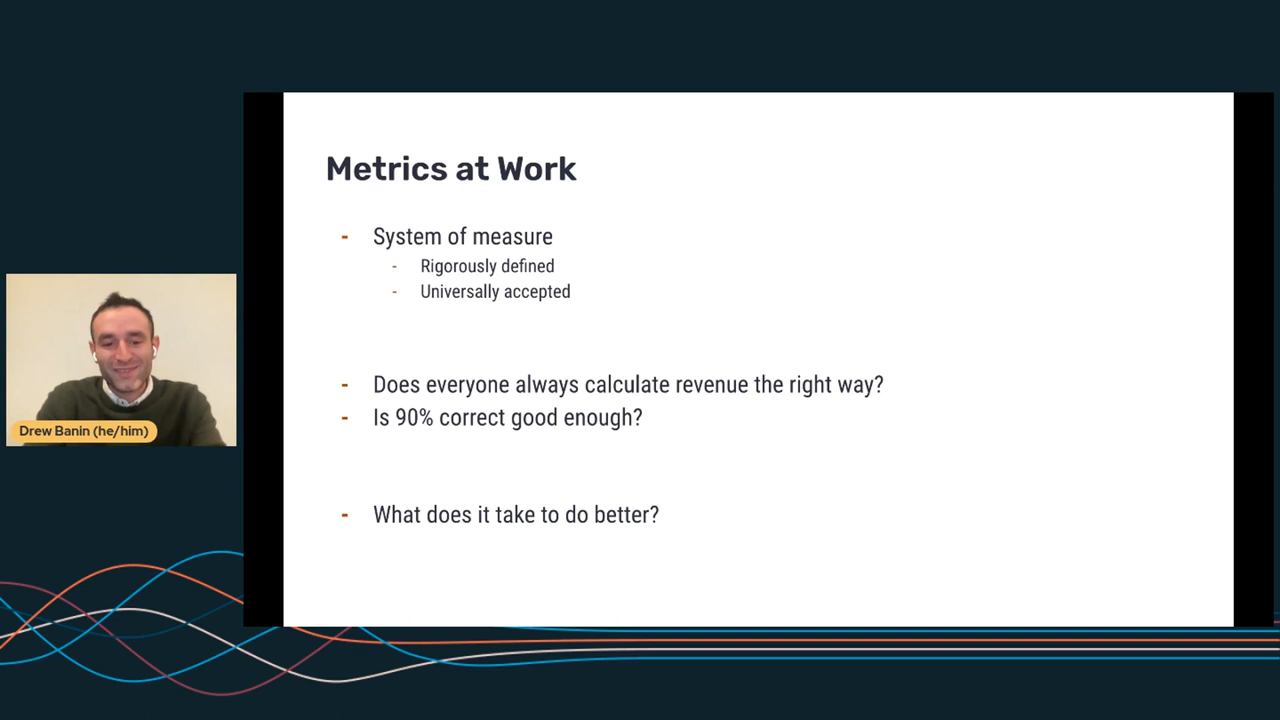 Metrics at Work
- System of measure
- Rigorously defined
- Universally accepted
- Does everyone always calculate revenue the right way?
- Is 90% correct good enough?
- What does it take to do better?
Drew Banin (he/him)